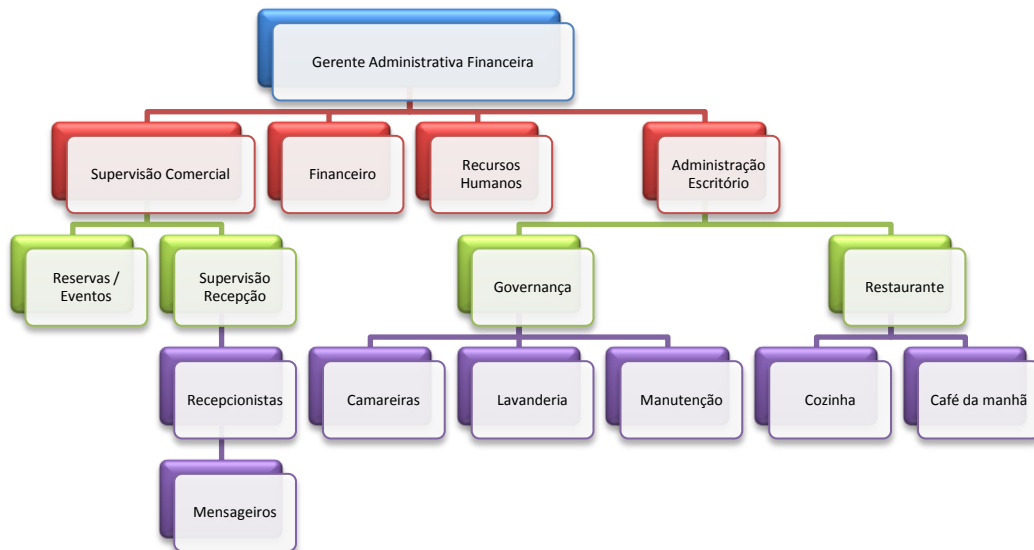 Gerente Administrativa Financeira
Supervisão Comercial
Financeiro
Recursos
Humanos
Administração
Escritório
Reservas /
Eventos
Supervisão
Recepção
Governança
Restaurante
Recepcionistas
Camareiras
Lavanderia
Manutenção
Cozinha
Café da manhã
Mensageiros